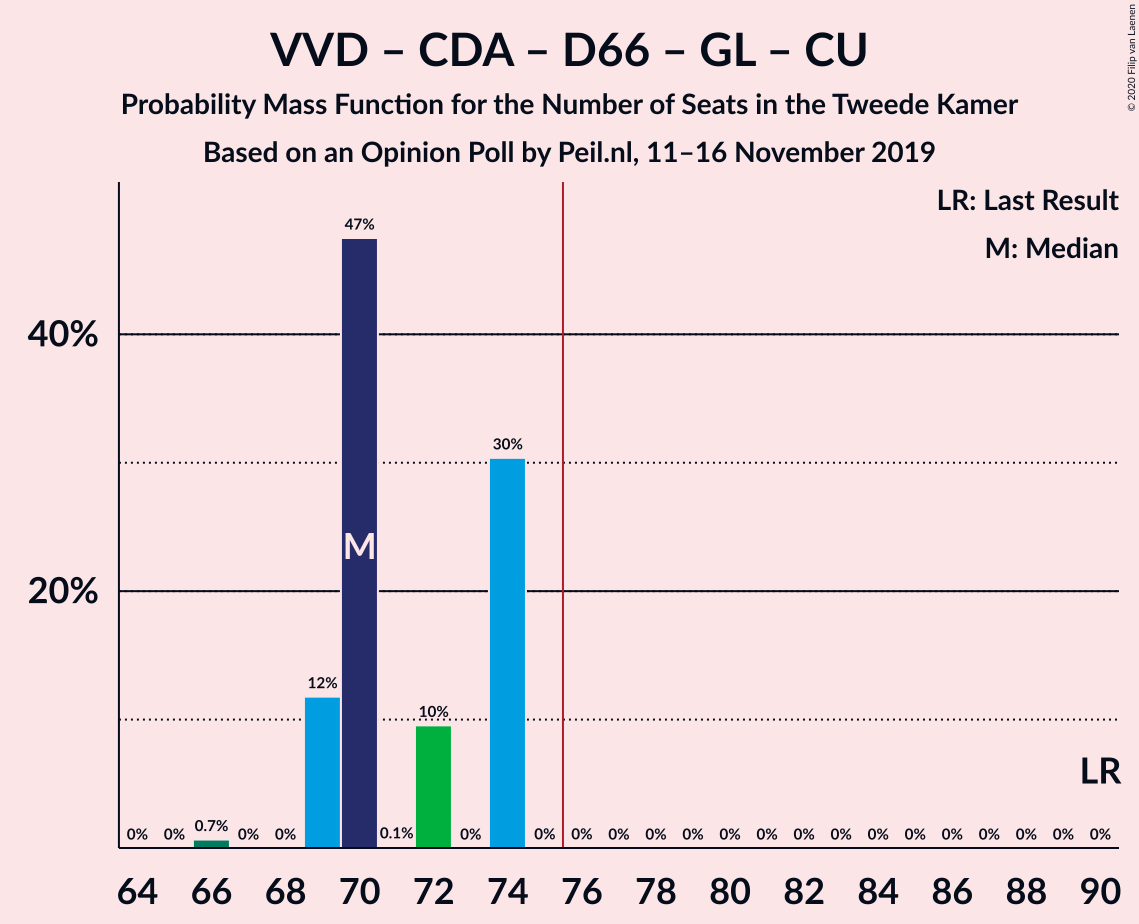 VVD – CDA – D66 – GL – CU
Probability Mass Function for the Number of Seats in the Tweede Kamer
Based on an Opinion Poll by Peil.nl, 11–16 November 2019
© 2020 Filip van Laenen
LR: Last Result
M: Median
47%
40%
30%
M
20%
12%
10%
LR
0% 0% 0.7% 0% 0% 0.1% 0% 0% 0% 0% 0% 0% 0% 0% 0% 0% 0% 0% 0% 0% 0% 0% 0%
64 66 68 70 72 74 76 78 80 82 84 86 88 90